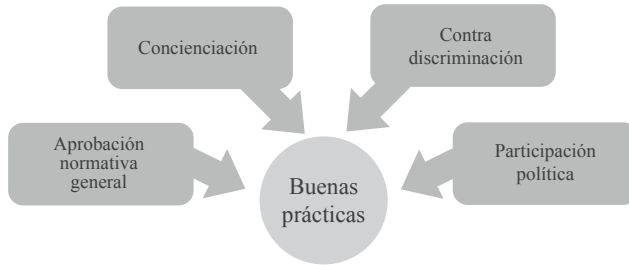 Concienciación
Contra
discriminación
Aprobación
normativa
general
Participación
política
Buenas
prácticas